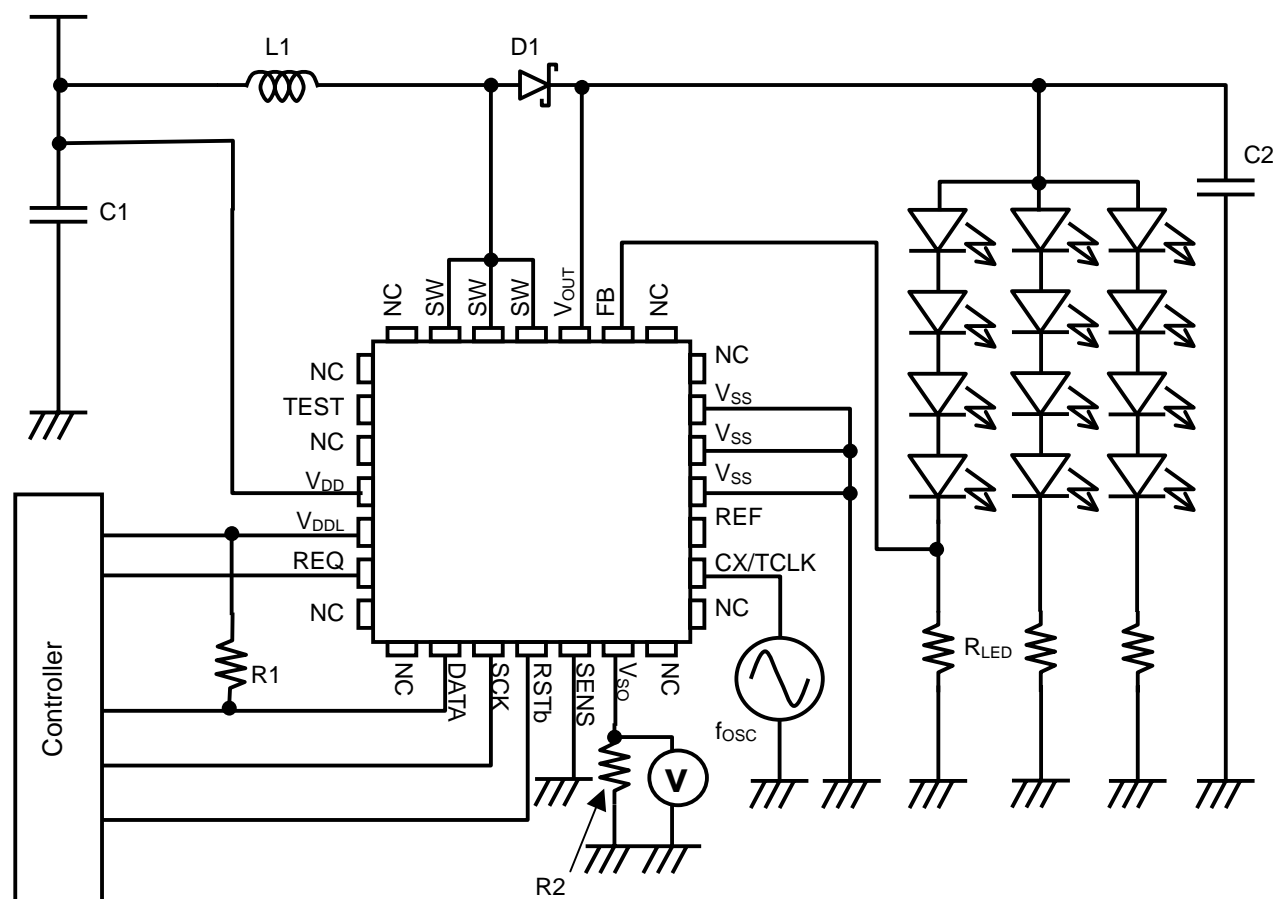 L1
D1
C2
C1
NC
SW
SW
SW
VOUT
FB
NC
NC
TEST
NC
VDD
VDDL
REQ
NC
NC
VSS
VSS
VSS
REF
CX/TCLK
NC
NC
DATA
SCK
RSTb
SENS
VSO
NC
R1
RLED
fOSC
V
R2
Controller